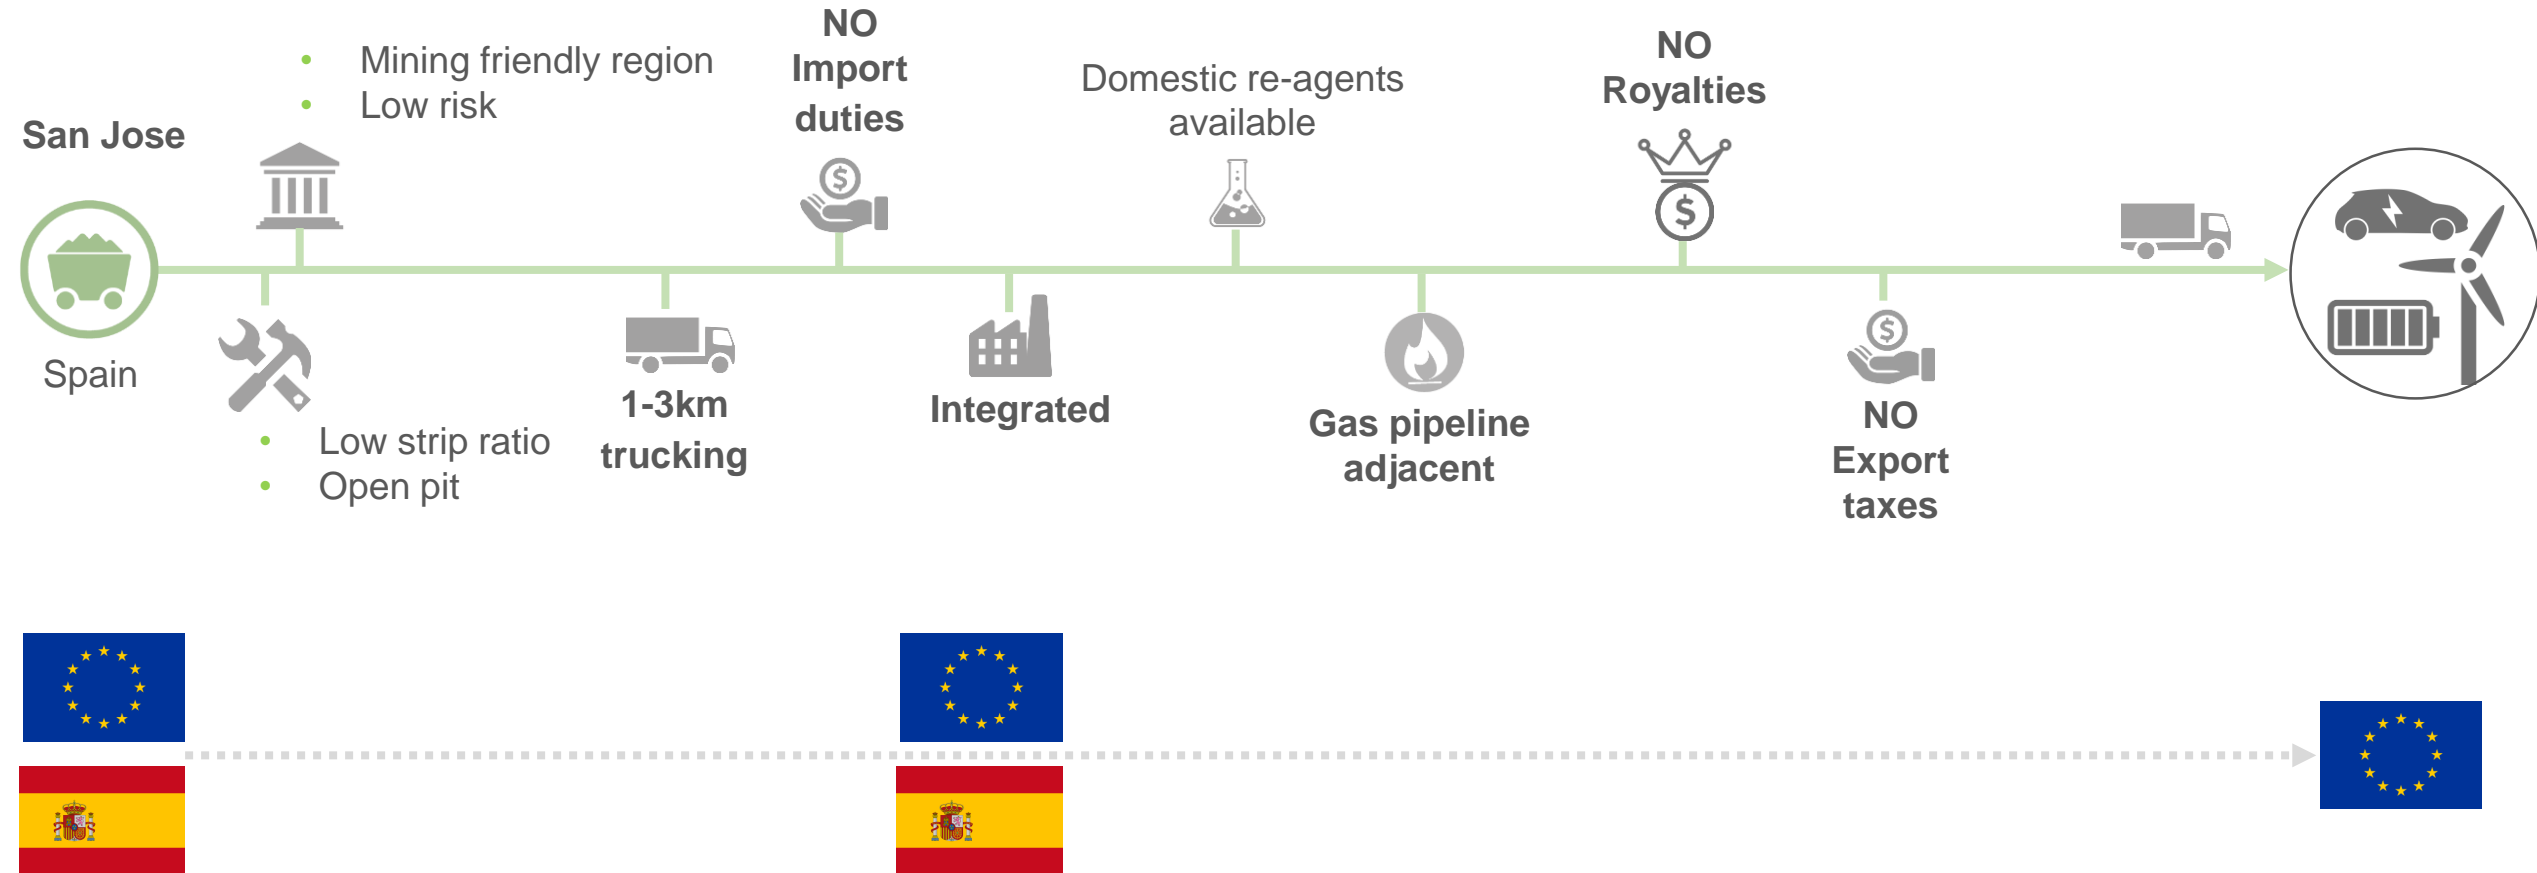 San Jose
Spain
• Mining friendly region
• Low risk
• Low strip ratio
• Open pit
1-3km
trucking
NO
Import
duties
$
Integrated
Domestic re-agents
available
Gas pipeline
adjacent
NO
Royalties
$
$
NO
Export
taxes